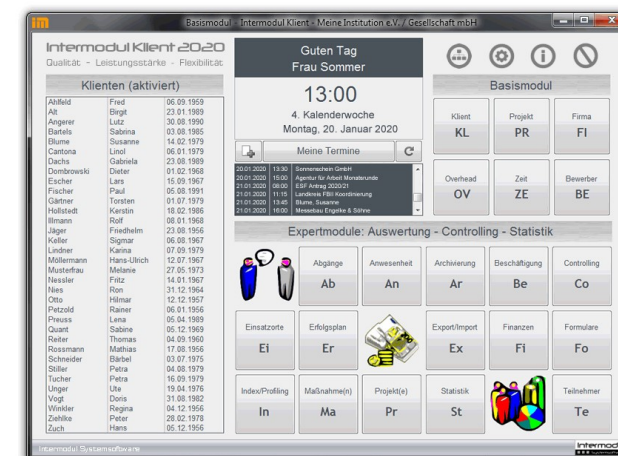 im
Basismodul - Intermodul Klient - Meine Institution e.V. / Gesellschaft mbH
Intermodul Klient 2020
Qualität - Leistungsstärke - Flexibilität
Klienten (aktiviert)
Ahlfeld Fred 06.09.1959
Alt Birgit 23.01.1989
Angerer Lutz 30.08.1990
Bartels Sabrina 03.08.1985
Blume Susanne 14.02.1979
Cantona Linol 06.01.1979
Dachs Gabriela 23.08.1989
Dombrowski Dieter 01.02.1968
Escher Lars 15.09.1967
Fischer Paul 05.08.1991
Gärtner Torsten 01.07.1979
Hollstedt Kerstin 18.02.1986
Illmann Rolf 08.01.1968
Jäger Friedhelm 23.08.1956
Keller Sigmar 06.08.1967
Lindner Karina 07.09.1979
Möllermann Hans-Ulrich 12.07.1967
Musterfrau Melanie 27.05.1973
Nessler Fritz 14.01.1967
Nies Ron 31.12.1964
Otto Hilmar 12.12.1957
Petzold Rainer 06.01.1956
Preuss Lena 05.04.1989
Quant Sabine 05.12.1969
Reiter Thomas 04.09.1960
Rossmann Mathias 17.08.1956
Schneider Bärbel 03.07.1975
Stiller Petra 04.08.1979
Tucher Petra 16.09.1979
Unger Ute 19.04.1976
Vogt Doris 31.08.1982
Winkler Regina 04.12.1956
Ziehlke Peter 28.02.1978
Zuch Hans 05.12.1956
Guten Tag
Frau Sommer
13:00
4. Kalenderwoche
Montag, 20. Januar 2020
Meine Termine
20.01.2020 13:30 Sonnenschein GmbH
20.01.2020 15:00 Agentur für Arbeit Monatsrunde
21.01.2020 08:00 ESF Antrag 2020/21
21.01.2020 11:15 Landkreis FBII Koordinierung
21.01.2020 13:45 Blume, Susanne
21.01.2020 16:00 Messebau Engelke & Söhne
Basismodul
Klient Projekt Firma
KL PR FI
Overhead Zeit Bewerber
OV ZE BE
Expertmodule: Auswertung - Controlling - Statistik
Abgänge Anwesenheit Archivierung Beschäftigung Controlling
Ab An Ar Be Co
Einsatzorte Erfolgsplan Export/Import Finanzen Formulare
Ei Er Ex Fi Fo
Index/Profiling Maßnahme(n) Projekt(e) Statistik Teilnehmer
In Ma Pr St Te
Intermodul Systemsoftware